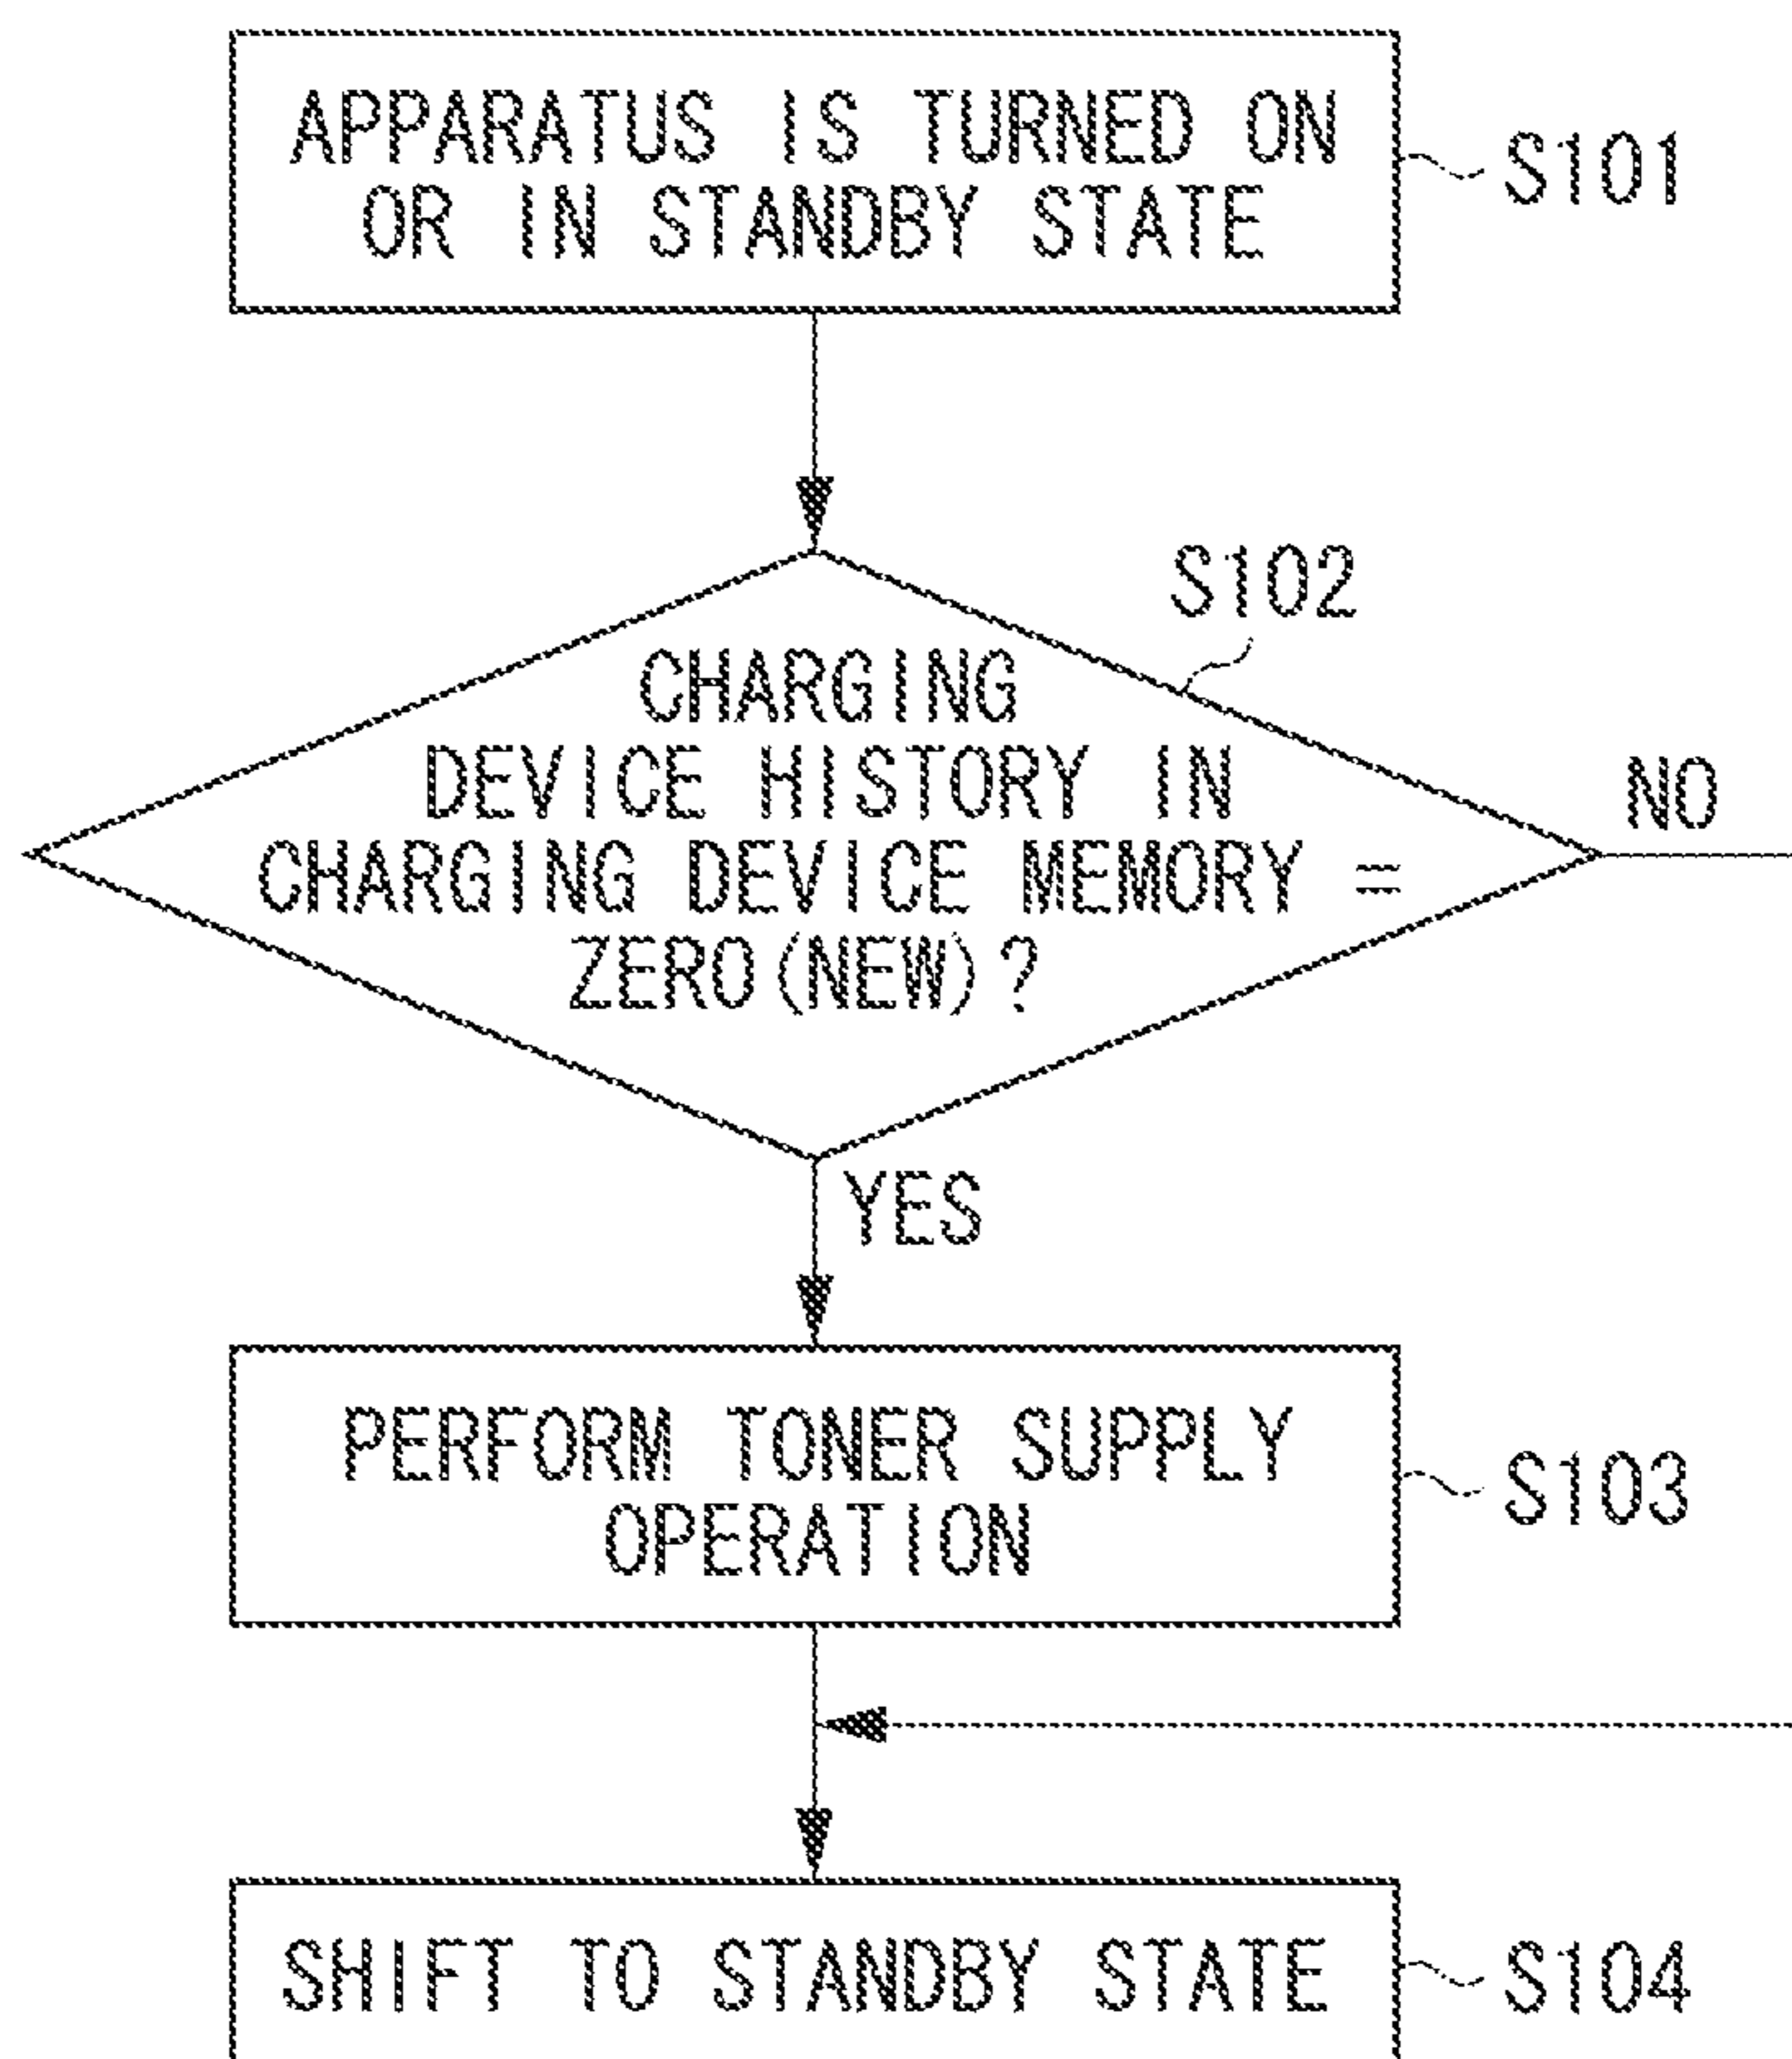 APPARATUS IS TURNED ON
OR IN STANDBY STATE
S101
S102
CHARGING
DEVICE HISTORY IN
CHARGING DEVICE MEMORY =
ZERO(NEW)?
NO
YES
PERFORM TONER SUPPLY
OPERATION
S103
SHIFT TO STANDBY STATE
S104